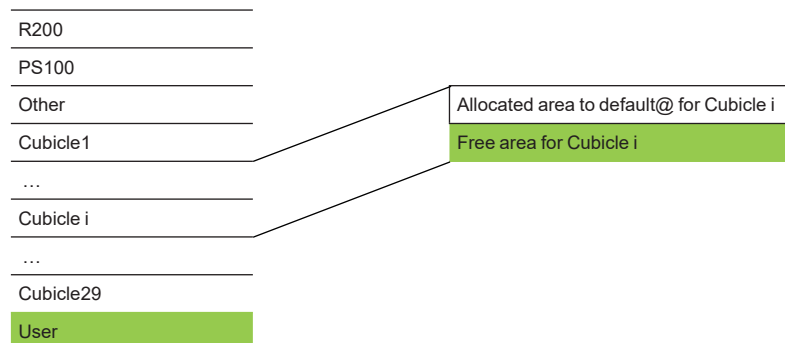 R200
PS100
Other
Cubicle1
…
Cubicle i
…
Cubicle29
User
Allocated area to default@ for Cubicle i
Free area for Cubicle i